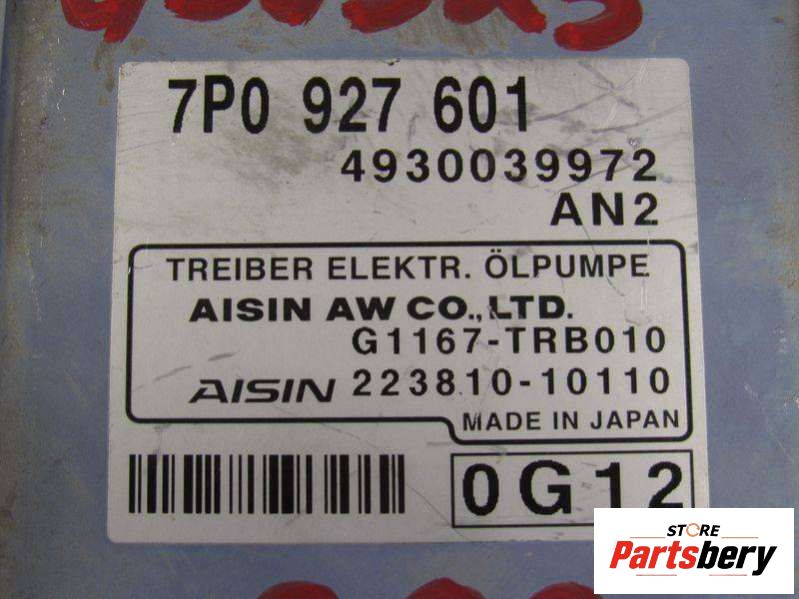 7P0 927 601
4930039972
AN2
TREIBER ELEKTR. ÖLPUMPE
AISIN AW CO.,LTD.
G1167-TRB010
AISIN 223810-10110
MADE IN JAPAN
0G12
STORE
Partsbery